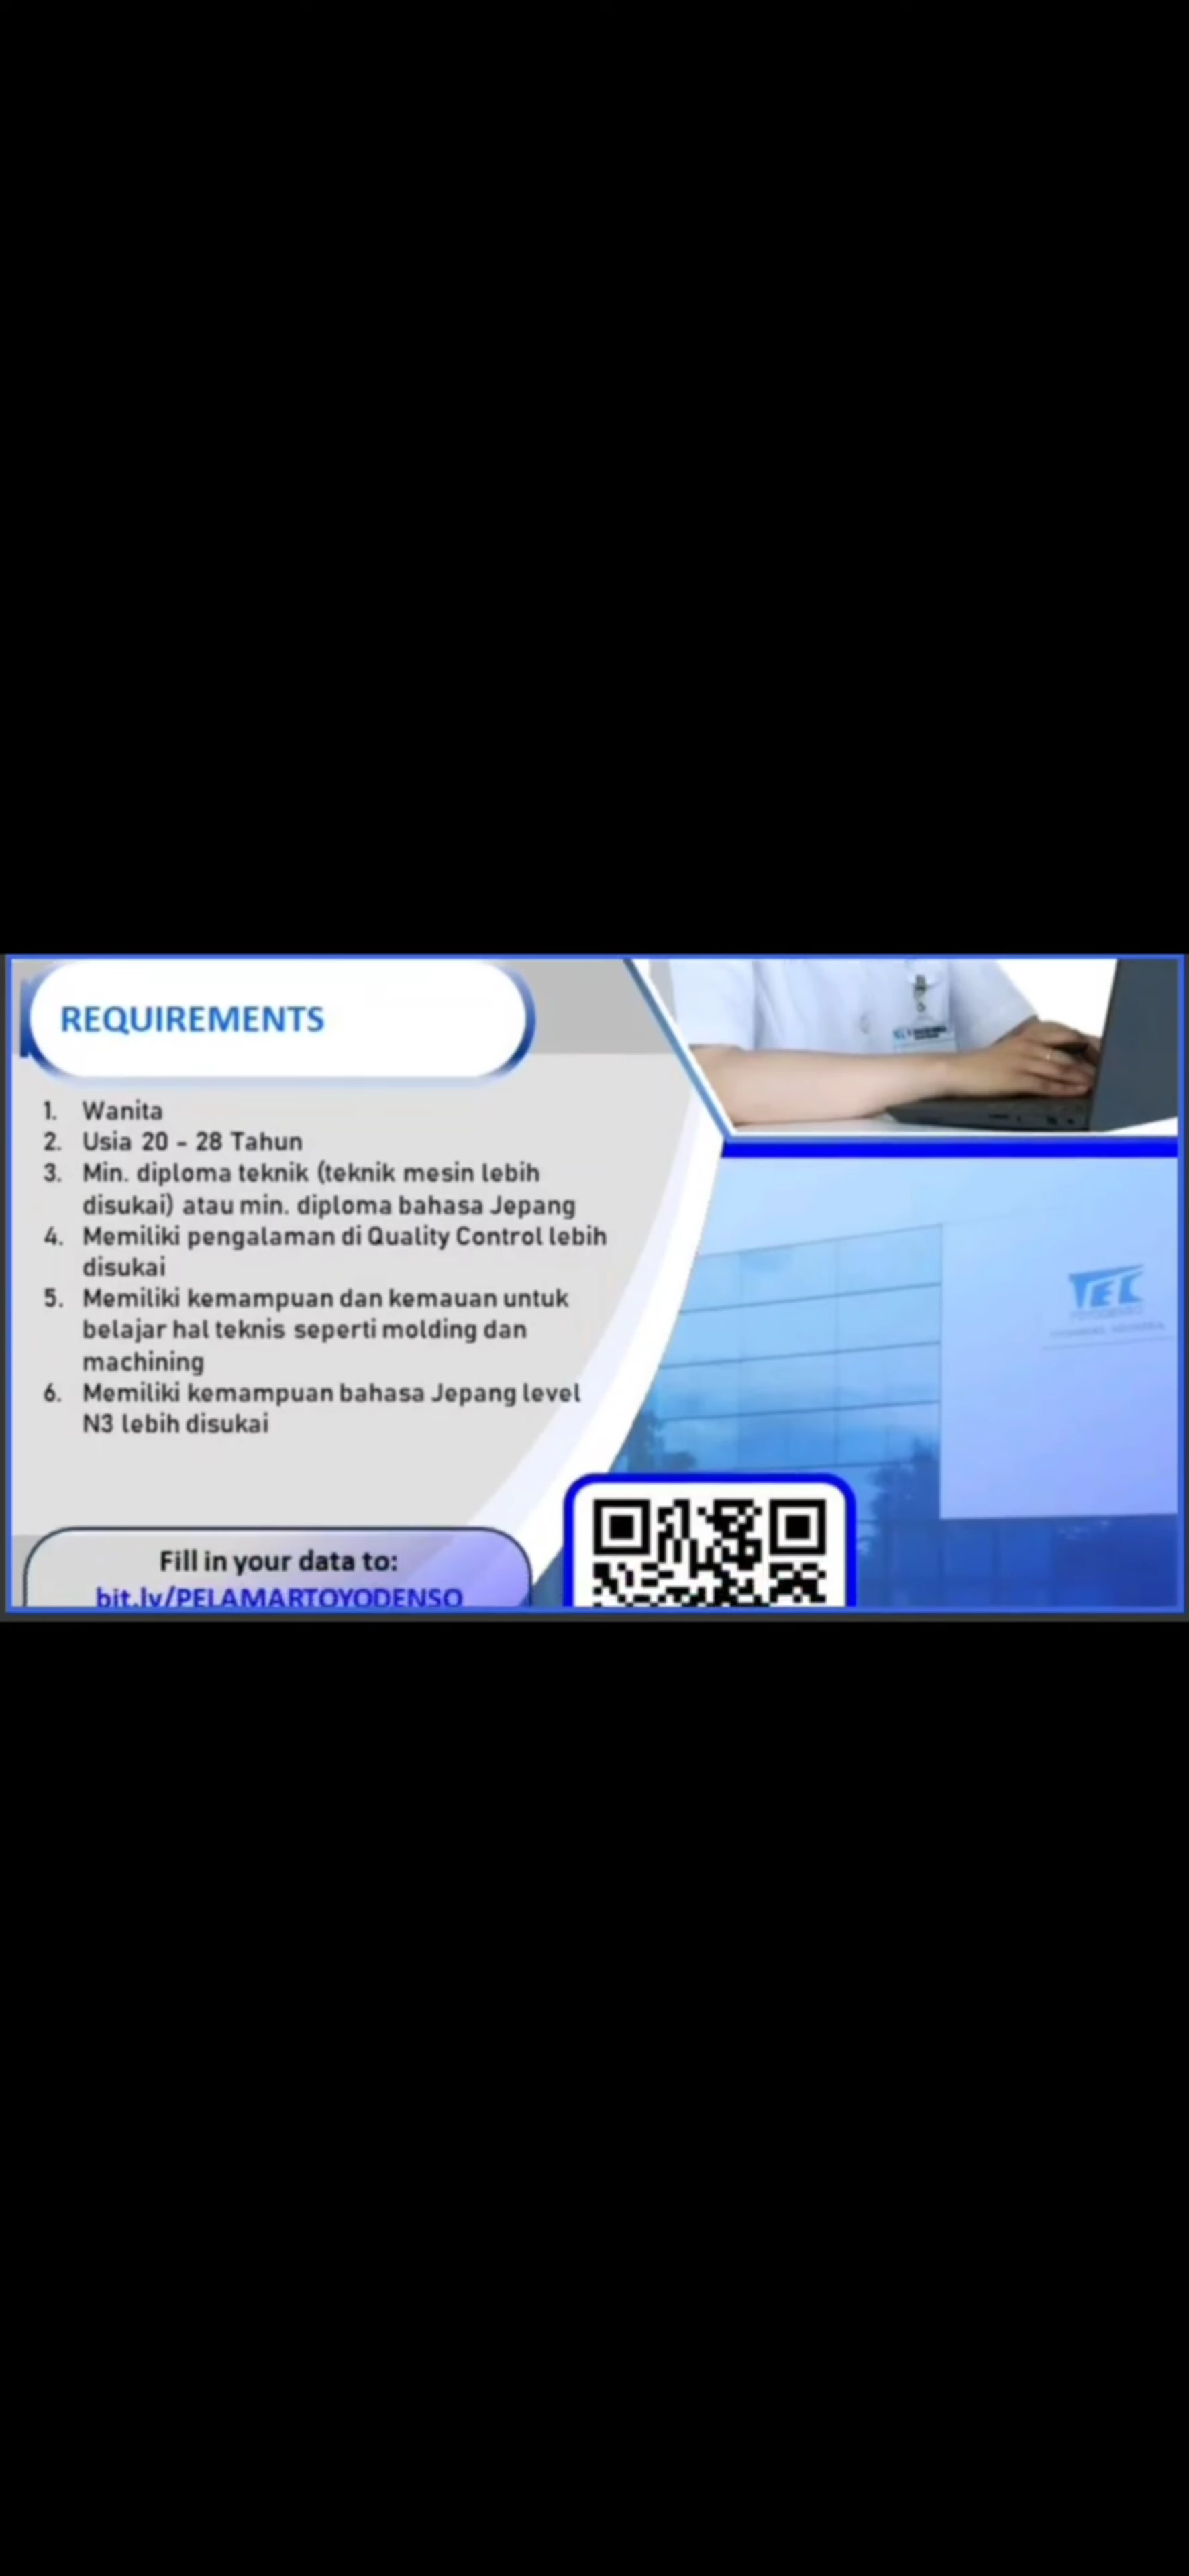 REQUIREMENTS
1. Wanita
2. Usia 20 - 28 Tahun
3. Min. diploma teknik (teknik mesin lebih
disukai) atau min. diploma bahasa Jepang
4. Memiliki pengalaman di Quality Control lebih
disukai
5. Memiliki kemampuan dan kemauan untuk
belajar hal teknis seperti molding dan
machining
6. Memiliki kemampuan bahasa Jepang level
N3 lebih disukai
TEC
Fill in your data to:
bit.ly/PELAMARTOYODENSO